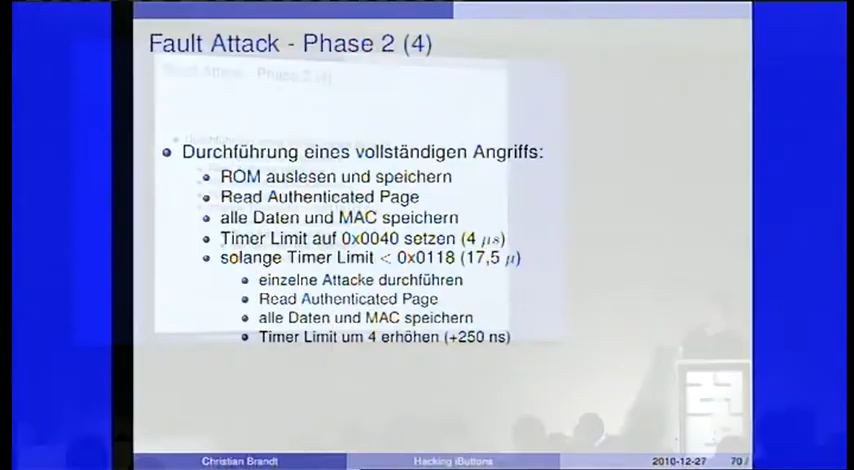 Fault Attack - Phase 2 (4)
Durchführung eines vollständigen Angriffs:
ROM auslesen und speichern
Read Authenticated Page
alle Daten und MAC speichern
Timer Limit auf 0x0040 setzen (4 μs)
solange Timer Limit < 0x0118 (17,5 μ)
einzelne Attacke durchführen
Read Authenticated Page
alle Daten und MAC speichern
Timer Limit um 4 erhöhen (+250 ns)
Christian Brandt
Hacking iButtons
2010-12-27
70 /